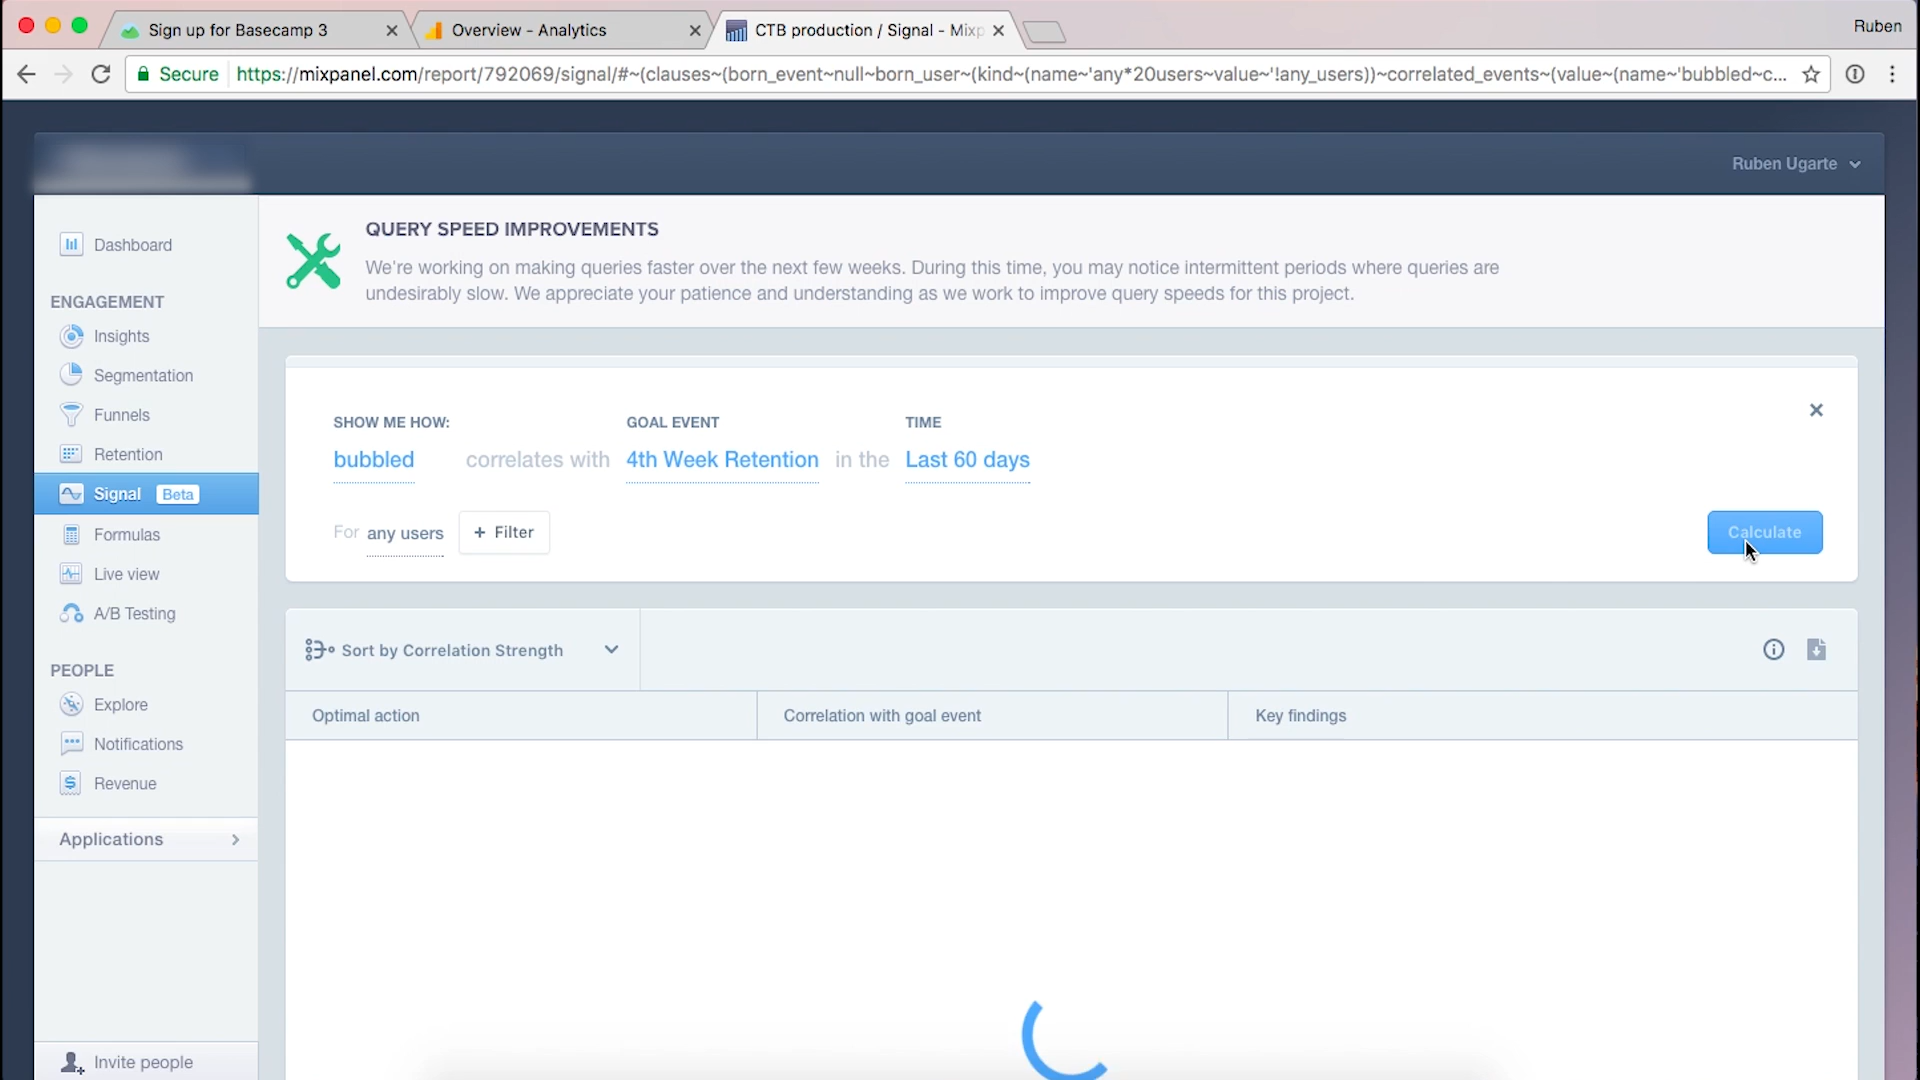 Sign up for Basecamp 3
Overview - Analytics
CTB production / Signal - Mixp
Ruben
Secure
https://mixpanel.com/report/792069/signal/#~(clauses~(born_event~null~born_user~(kind~(name~'any*20users~value~'!any_users))~correlated_events~(value~(name~'bubbled~c...
Ruben Ugarte
Dashboard
ENGAGEMENT
Insights
Segmentation
Funnels
Retention
Signal Beta
Formulas
Live view
A/B Testing
PEOPLE
Explore
Notifications
Revenue
Applications
Invite people
QUERY SPEED IMPROVEMENTS
We're working on making queries faster over the next few weeks. During this time, you may notice intermittent periods where queries are
undesirably slow. We appreciate your patience and understanding as we work to improve query speeds for this project.
SHOW ME HOW: GOAL EVENT TIME
bubbled correlates with 4th Week Retention in the Last 60 days
For any users + Filter
Calculate
Sort by Correlation Strength
Optimal action Correlation with goal event Key findings